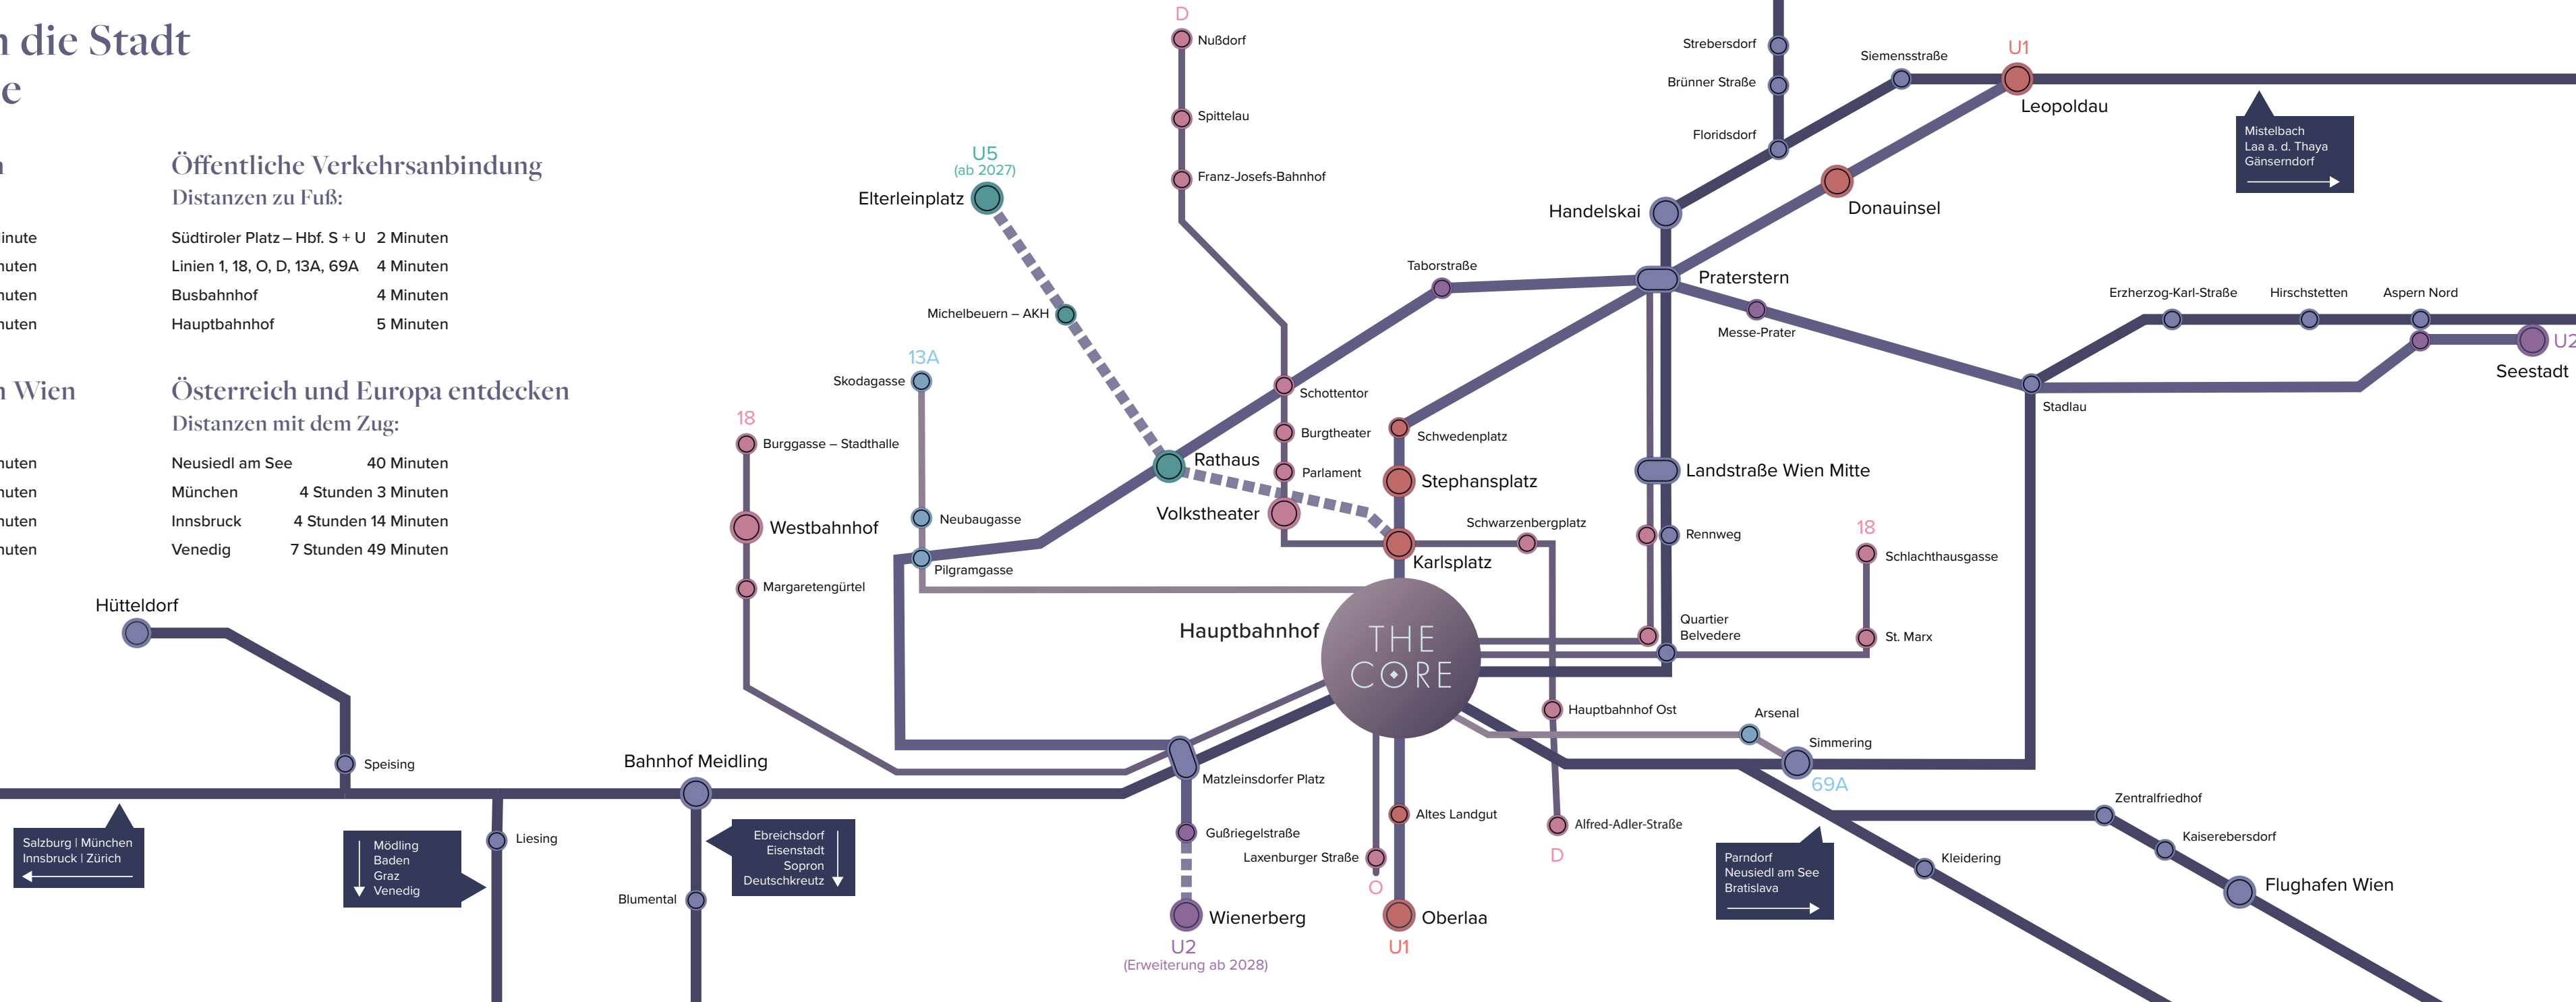 die Stadt
e
Öffentliche Verkehrsanbindung
Distanzen zu Fuß:
Südtiroler Platz – Hbf. S + U 2 Minuten
Linien 1, 18, O, D, 13A, 69A 4 Minuten
Busbahnhof 4 Minuten
Hauptbahnhof 5 Minuten
Wien
Österreich und Europa entdecken
Distanzen mit dem Zug:
Neusiedl am See 40 Minuten
München 4 Stunden 3 Minuten
Innsbruck 4 Stunden 14 Minuten
Venedig 7 Stunden 49 Minuten
Hütteldorf
Speising
Salzburg | München
Innsbruck | Zürich
Mödling
Baden
Graz
Venedig
Liesing
Bahnhof Meidling
Blumental
Ebreichsdorf
Eisenstadt
Sopron
Deutschkreutz
18
Burggasse – Stadthalle
Westbahnhof
Margaretengürtel
13A
Skodagasse
Neubaugasse
Pilgramgasse
U5
(ab 2027)
Elterleinplatz
Michelbeuern – AKH
Rathaus
D
Nußdorf
Spittelau
Franz-Josefs-Bahnhof
Schottentor
Burgtheater
Parlament
Volkstheater
Taborstraße
Schwedenplatz
Stephansplatz
Karlsplatz
Schwarzenbergplatz
Hauptbahnhof
THE
CORE
Matzleinsdorfer Platz
Gußriegelstraße
Wienerberg
U2
(Erweiterung ab 2028)
Laxenburger Straße
O
Altes Landgut
Oberlaa
U1
Hauptbahnhof Ost
Alfred-Adler-Straße
D
Strebersdorf
Brünner Straße
Floridsdorf
Siemensstraße
U1
Leopoldau
Donauinsel
Handelskai
Praterstern
Messe-Prater
Landstraße Wien Mitte
Rennweg
Quartier
Belvedere
18
Schlachthausgasse
St. Marx
Mistelbach
Laa a. d. Thaya
Gänserndorf
Erzherzog-Karl-Straße
Hirschstetten
Aspern Nord
U2
Seestadt
Stadlau
Arsenal
Simmering
69A
Parndorf
Neusiedl am See
Bratislava
Zentralfriedhof
Kaiserebersdorf
Kledering
Flughafen Wien